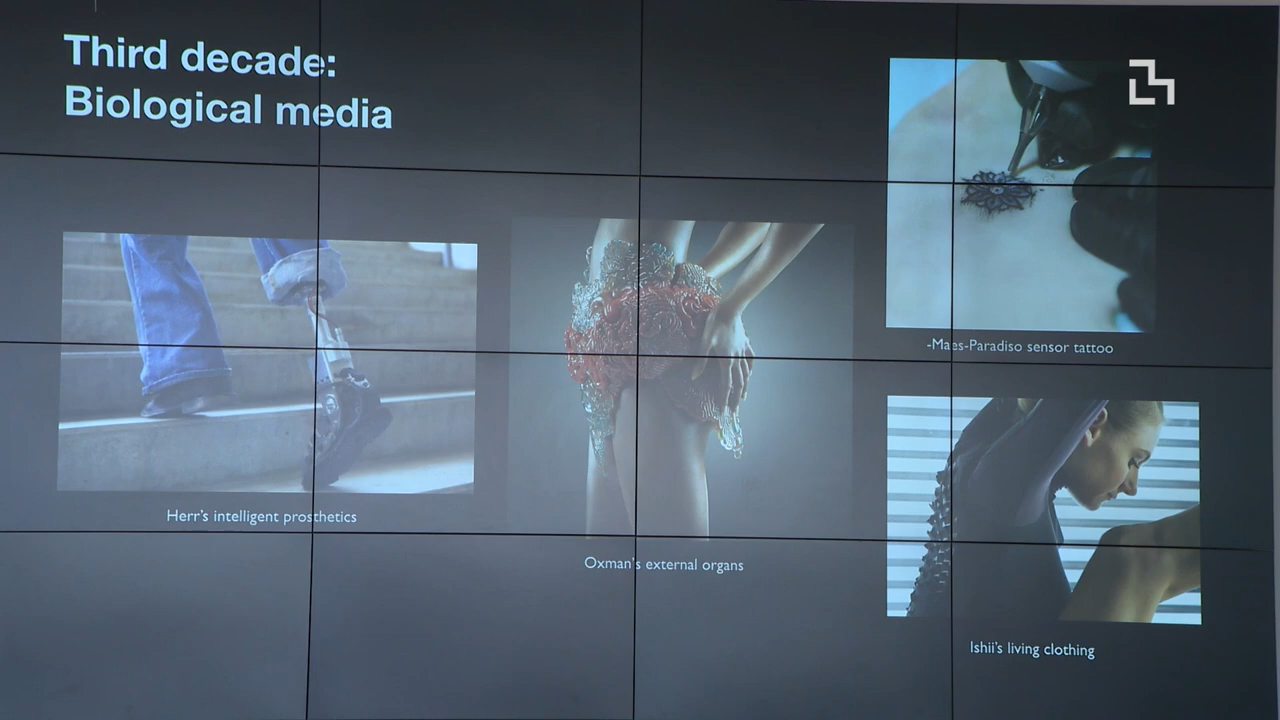 Third decade:
Biological media
-Maes-Paradiso sensor tattoo
Herr's intelligent prosthetics
Oxman's external organs
Ishii's living clothing